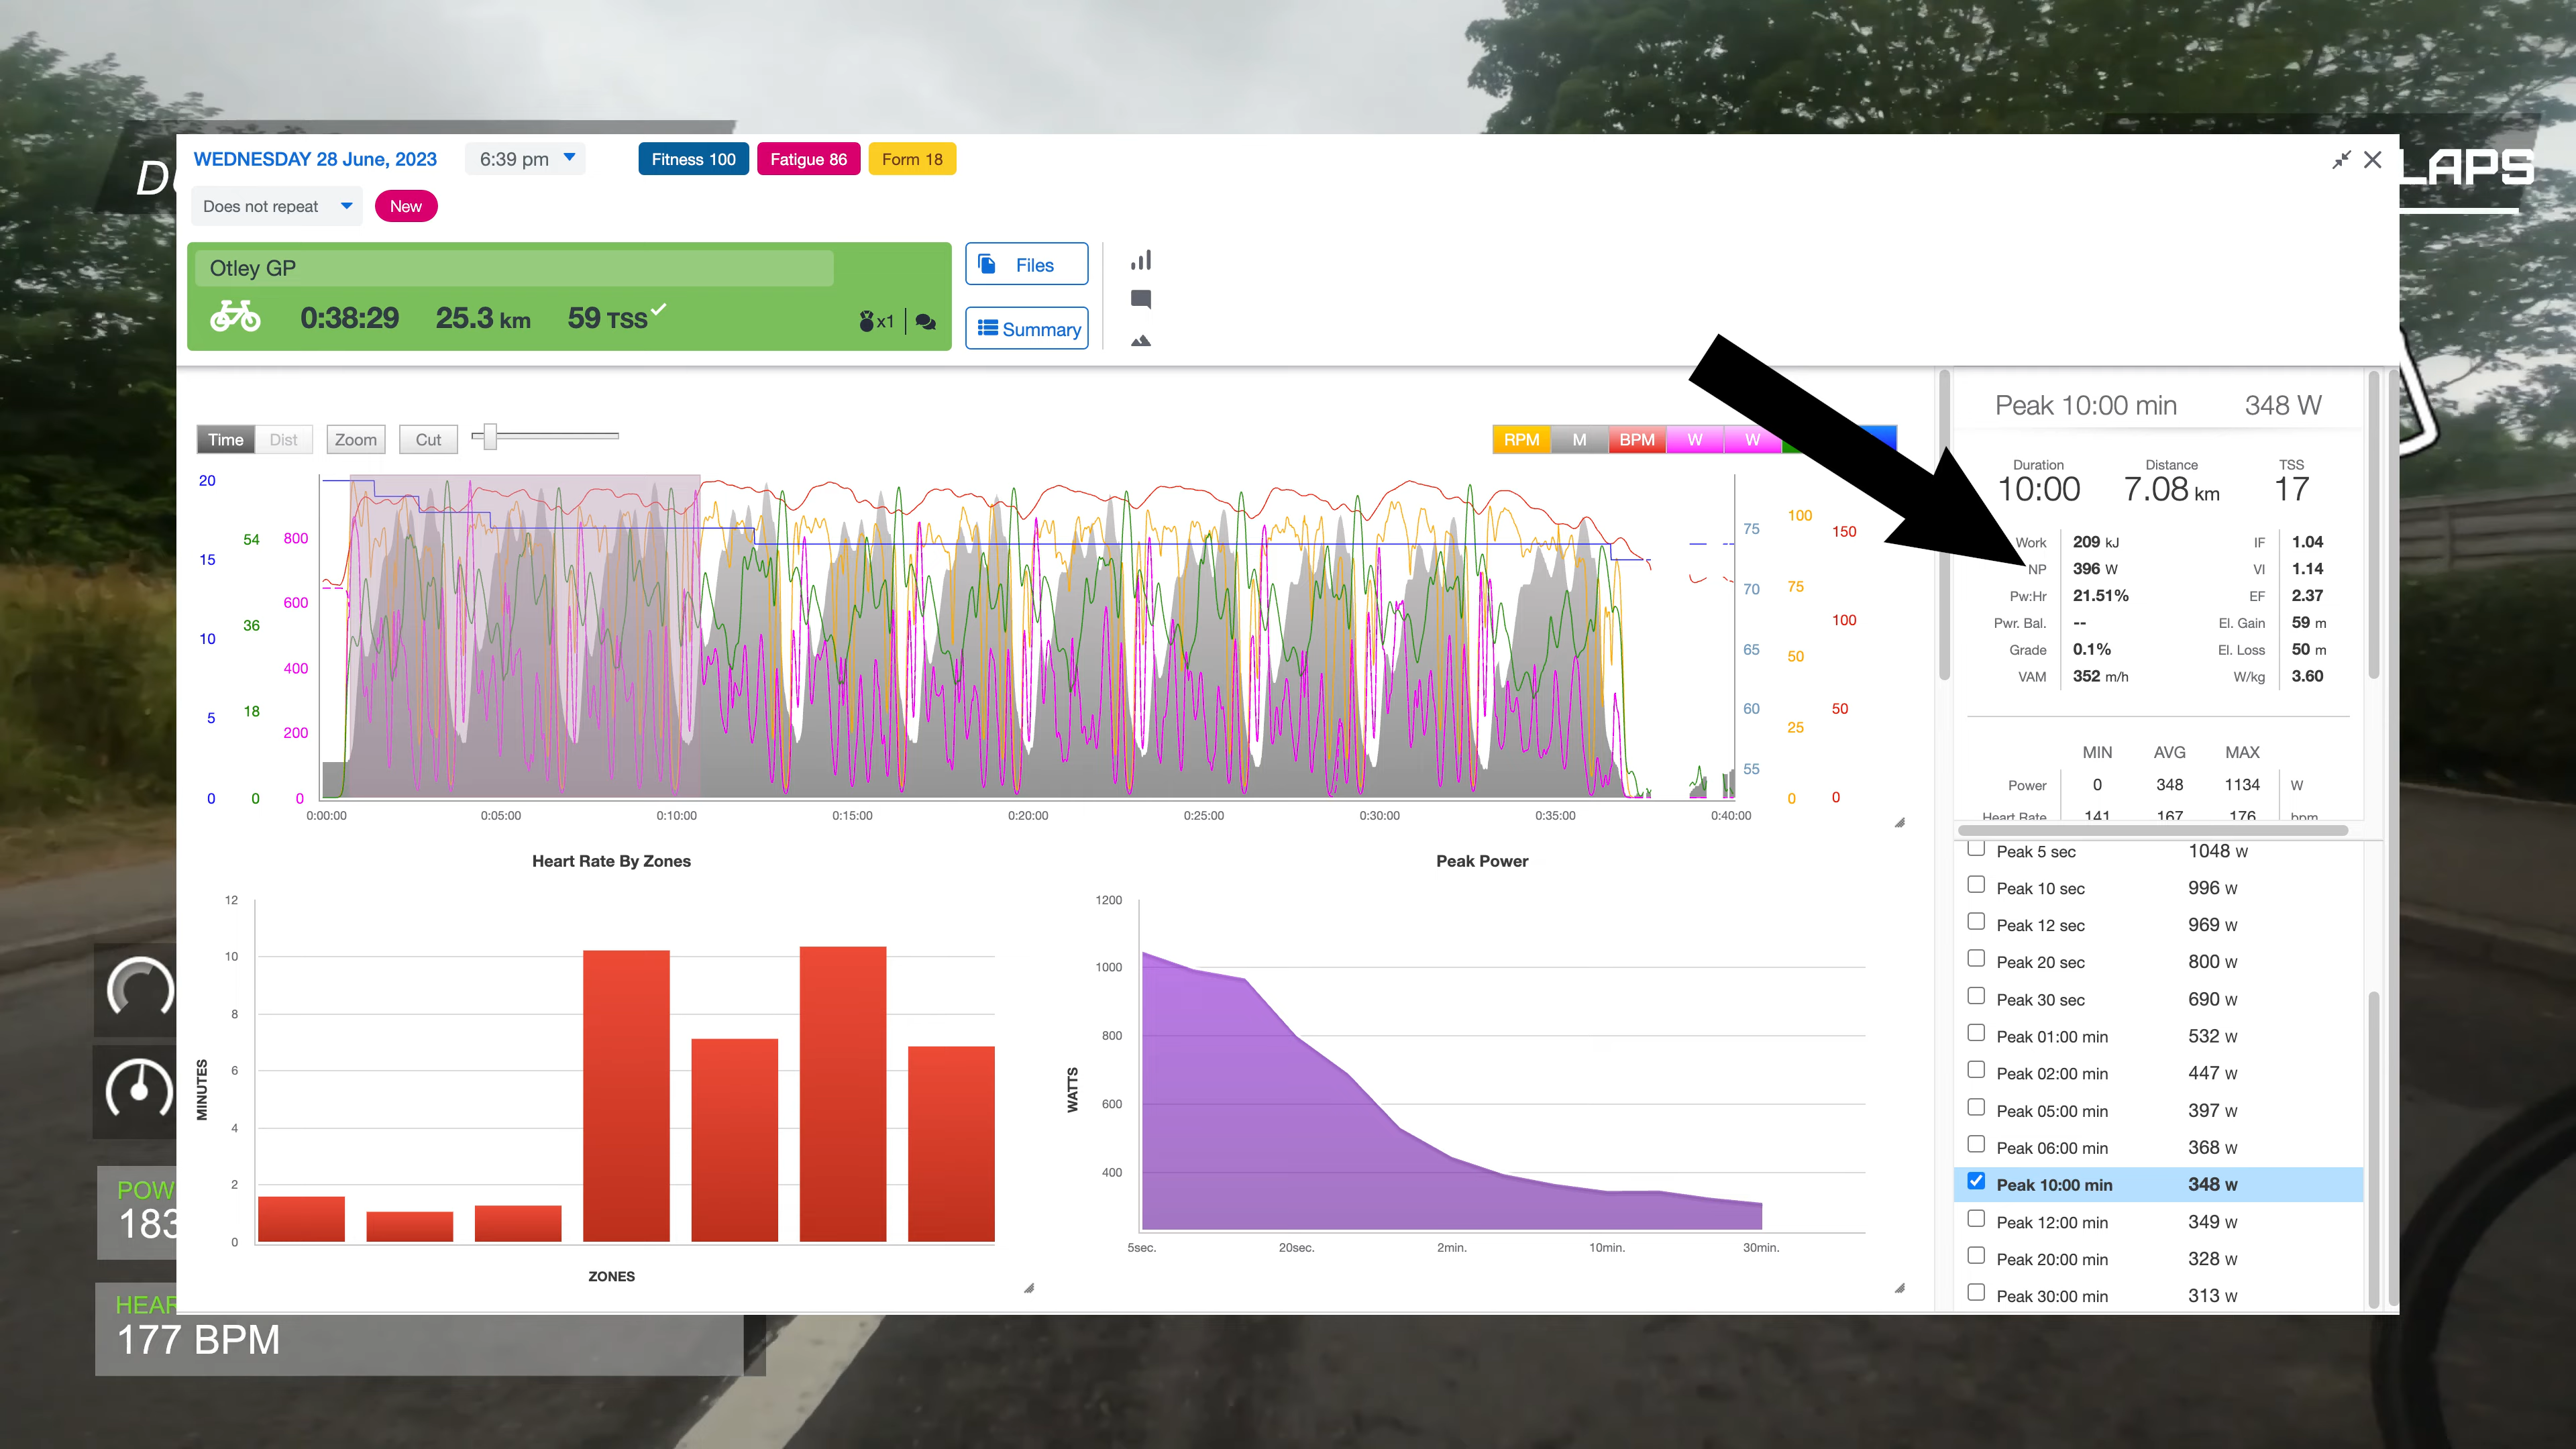 WEDNESDAY 28 June, 2023
6:39 pm
Fitness 100
Fatigue 86
Form 18
LAPS
Does not repeat
New
Otley GP
0:38:29 25.3 km 59 TSS
x1
Files
Summary
Time Dist Zoom Cut
RPM M BPM W W
20 15 10 5 0
54 36 18 0
800 600 400 200 0
75 70 65 60 55
100 75 50 25 0
150 100 50 0
0:00:00 0:05:00 0:10:00 0:15:00 0:20:00 0:25:00 0:30:00 0:35:00 0:40:00
Peak 10:00 min 348 W
Duration Distance TSS
10:00 7.08 km 17
Work 209 kJ IF 1.04
NP 396 W VI 1.14
Pw:Hr 21.51% EF 2.37
Pwr. Bal. -- El. Gain 59 m
Grade 0.1% El. Loss 50 m
VAM 352 m/h W/kg 3.60
MIN AVG MAX
Power 0 348 1134 W
Heart Rate 141 167 176 bpm
Heart Rate By Zones
12
10
8
6
4
2
0
MINUTES
ZONES
Peak Power
1200
1000
800
600
400
WATTS
5sec. 20sec. 2min. 10min. 30min.
Peak 5 sec 1048 W
Peak 10 sec 996 W
Peak 12 sec 969 W
Peak 20 sec 800 W
Peak 30 sec 690 W
Peak 01:00 min 532 W
Peak 02:00 min 447 W
Peak 05:00 min 397 W
Peak 06:00 min 368 W
Peak 10:00 min 348 W
Peak 12:00 min 349 W
Peak 20:00 min 328 W
Peak 30:00 min 313 W
POW
183
HEAR
177 BPM